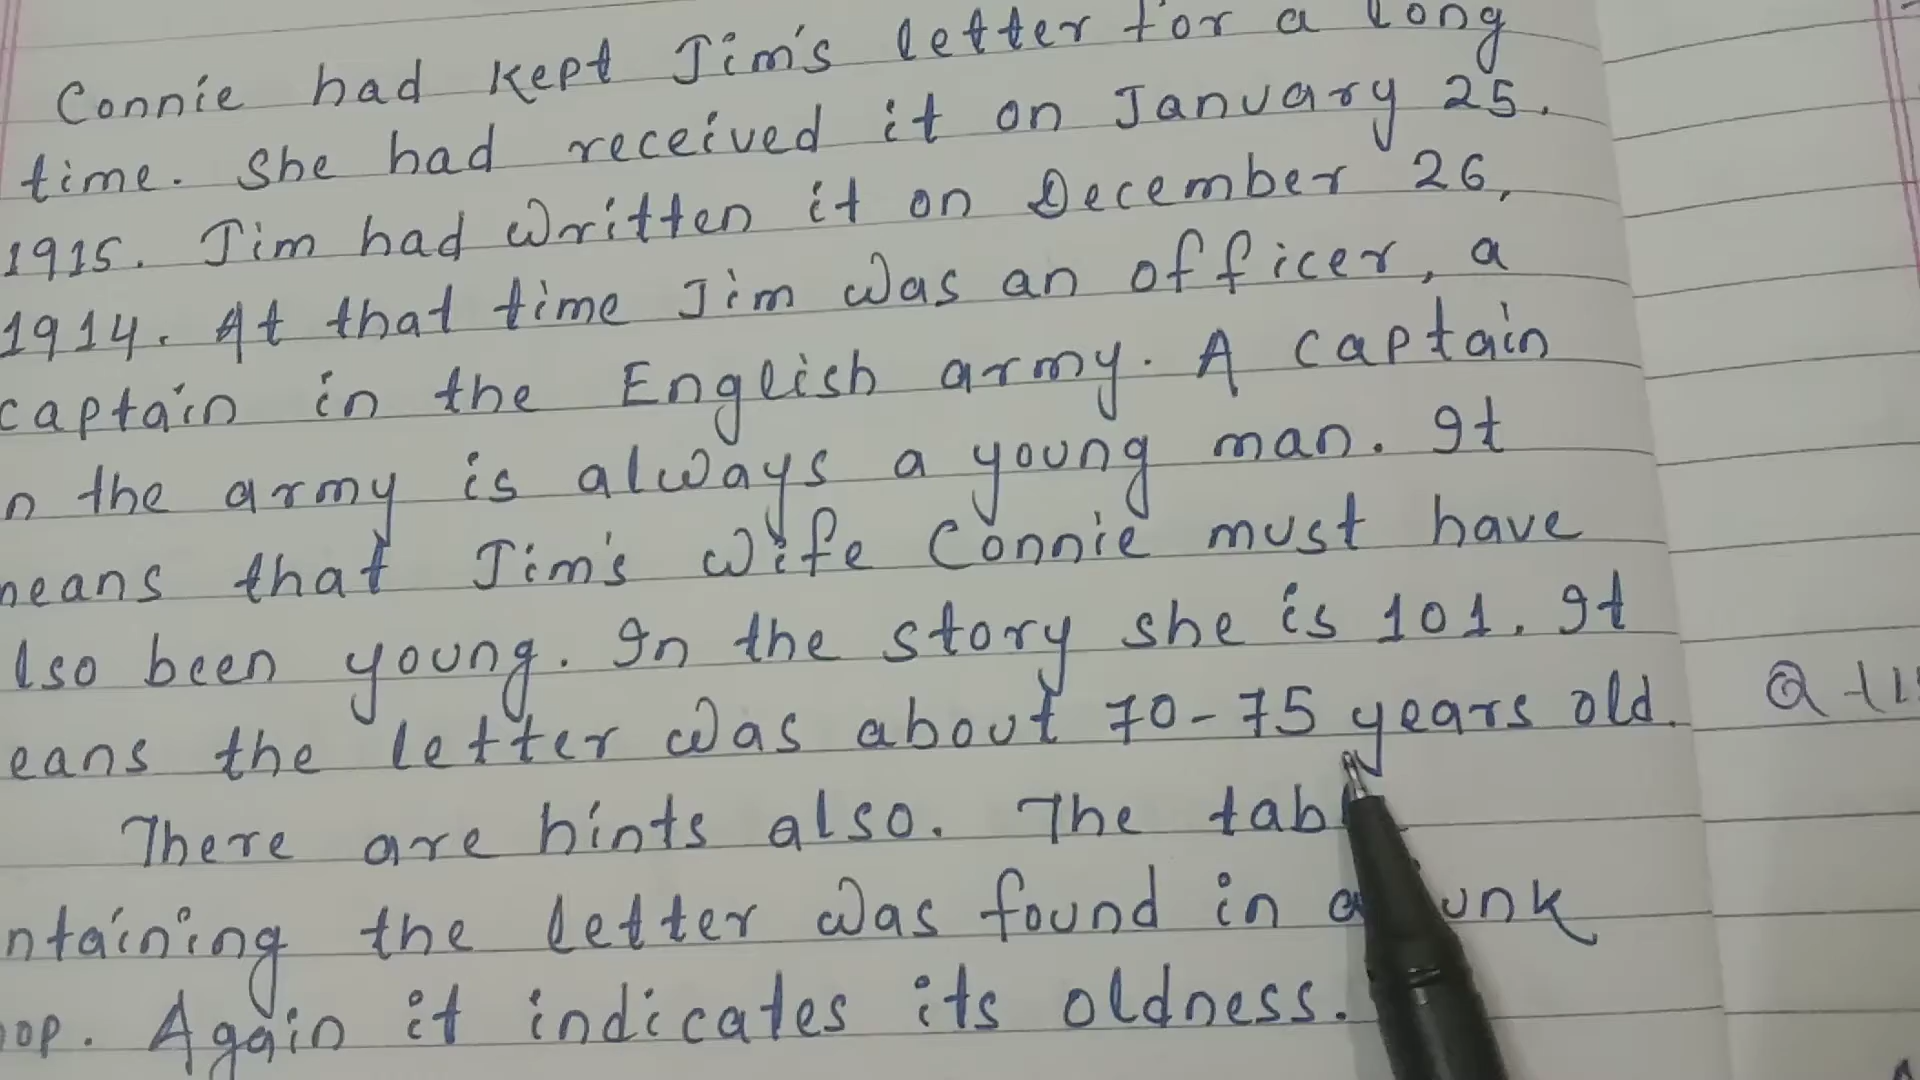 Connie had kept Jim's letter for a long
time. She had received it on January 25,
1915. Jim had written it on December 26,
1914. At that time Jim was an officer, a
captain in the English army. A captain
n the army is always a young man. It
neans that Jim's wife Connie must have
lso been young. In the story she is 101. It
eans the letter was about 70-75 years old.
There are hints also. The tab
ntaining the letter was found in a unk
op. Again it indicates its oldness.
Q